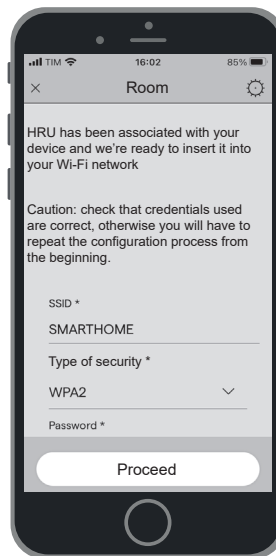 TIM 16:02 85%
× Room
HRU has been associated with your
device and we're ready to insert it into
your Wi-Fi network
Caution: check that credentials used
are correct, otherwise you will have to
repeat the configuration process from
the beginning.
SSID *
SMARTHOME
Type of security *
WPA2
Password *
Proceed